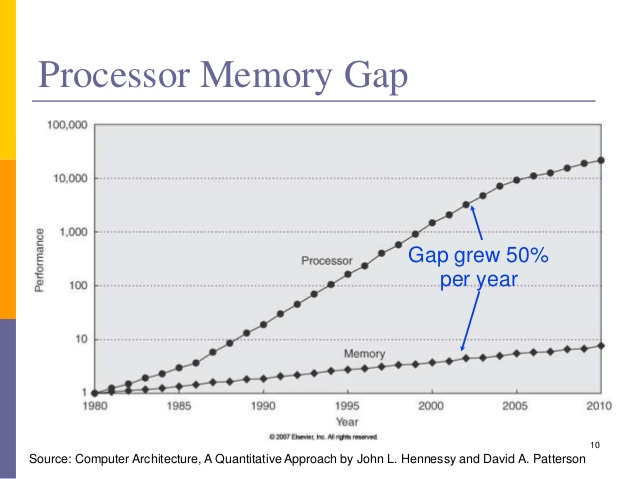 Processor Memory Gap
100,000
10,000
1,000
100
10
1
Performance
Processor
Gap grew 50%
per year
Memory
1980 1985 1990 1995 2000 2005 2010
Year
© 2007 Elsevier, Inc. All rights reserved.
10
Source: Computer Architecture, A Quantitative Approach by John L. Hennessy and David A. Patterson